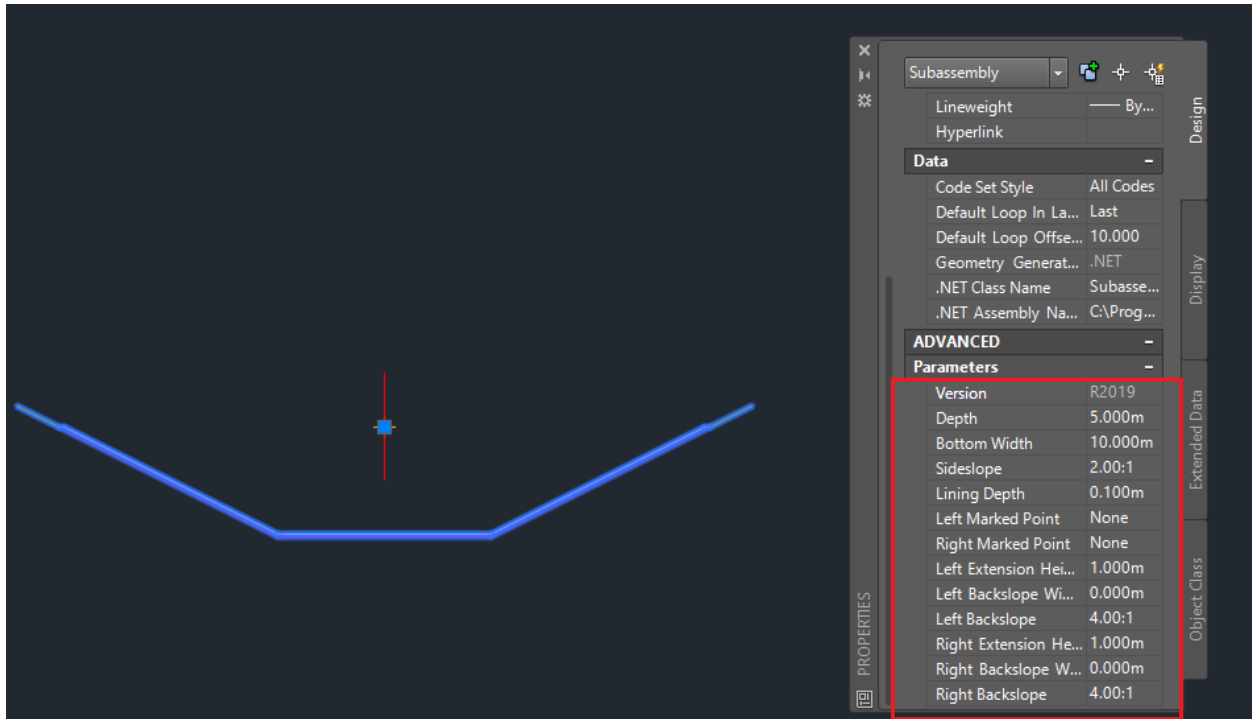 Subassembly
Lineweight By...
Hyperlink
Data
Code Set Style All Codes
Default Loop In La... Last
Default Loop Offse... 10.000
Geometry Generat... .NET
.NET Class Name Subasse...
.NET Assembly Na... C:\Prog...
ADVANCED
Parameters
Version R2019
Depth 5.000m
Bottom Width 10.000m
Sideslope 2.00:1
Lining Depth 0.100m
Left Marked Point None
Right Marked Point None
Left Extension Hei... 1.000m
Left Backslope Wi... 0.000m
Left Backslope 4.00:1
Right Extension He... 1.000m
Right Backslope W... 0.000m
Right Backslope 4.00:1
PROPERTIES
Design
Display
Extended Data
Object Class